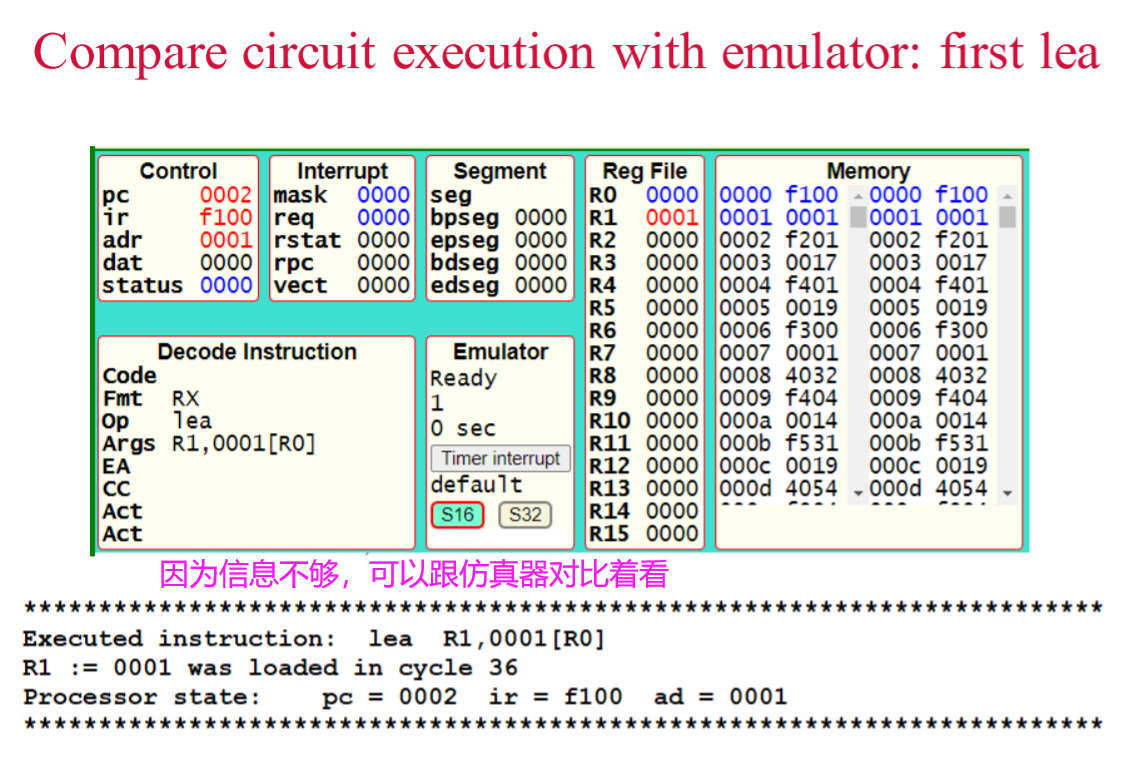 Compare circuit execution with emulator: first lea
Control
pc 0002
ir f100
adr 0001
dat 0000
status 0000
Interrupt
mask 0000
req 0000
rstat 0000
rpc 0000
vect 0000
Segment
seg
bpseg 0000
epseg 0000
bdseg 0000
edseg 0000
Reg File
R0 0000
R1 0001
R2 0000
R3 0000
R4 0000
R5 0000
R6 0000
R7 0000
R8 0000
R9 0000
R10 0000
R11 0000
R12 0000
R13 0000
R14 0000
R15 0000
Memory
0000 f100 0000 f100
0001 0001 0001 0001
0002 f201 0002 f201
0003 0017 0003 0017
0004 f401 0004 f401
0005 0019 0005 0019
0006 f300 0006 f300
0007 0001 0007 0001
0008 4032 0008 4032
0009 f404 0009 f404
000a 0014 000a 0014
000b f531 000b f531
000c 0019 000c 0019
000d 4054 000d 4054
Decode Instruction
Code
Fmt RX
Op lea
Args R1,0001[R0]
EA
CC
Act
Act
Emulator
Ready
1
0 sec
Timer interrupt
default
S16 S32
因为信息不够，可以跟仿真器对比着看
************************************************************************
Executed instruction:  lea  R1,0001[R0]
R1 := 0001 was loaded in cycle 36
Processor state:    pc = 0002  ir = f100  ad = 0001
************************************************************************